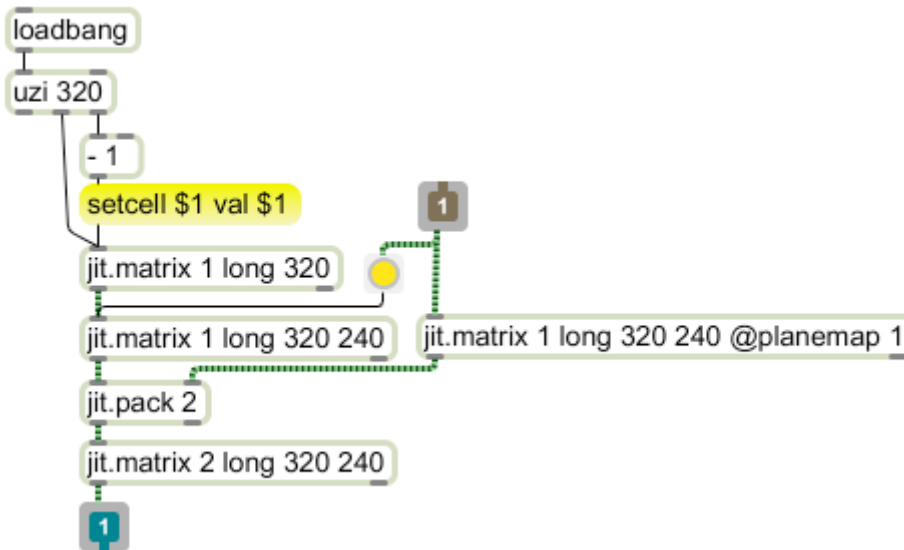 loadbang
uzi 320
- 1
setcell $1 val $1
1
jit.matrix 1 long 320
jit.matrix 1 long 320 240
jit.matrix 1 long 320 240 @planemap 1
jit.pack 2
jit.matrix 2 long 320 240
1